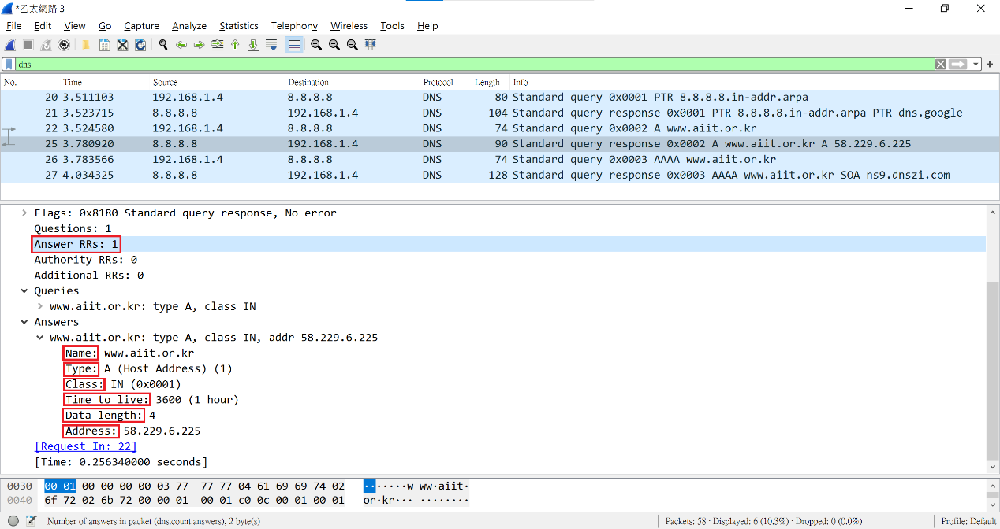 *乙太網路 3
File Edit View Go Capture Analyze Statistics Telephony Wireless Tools Help
dns
No. Time Source Destination Protocol Length Info
20 3.511103 192.168.1.4 8.8.8.8 DNS 80 Standard query 0x0001 PTR 8.8.8.8.in-addr.arpa
21 3.523715 8.8.8.8 192.168.1.4 DNS 104 Standard query response 0x0001 PTR 8.8.8.8.in-addr.arpa PTR dns.google
22 3.524580 192.168.1.4 8.8.8.8 DNS 74 Standard query 0x0002 A www.aiit.or.kr
25 3.780920 8.8.8.8 192.168.1.4 DNS 90 Standard query response 0x0002 A www.aiit.or.kr A 58.229.6.225
26 3.783566 192.168.1.4 8.8.8.8 DNS 74 Standard query 0x0003 AAAA www.aiit.or.kr
27 4.034325 8.8.8.8 192.168.1.4 DNS 128 Standard query response 0x0003 AAAA www.aiit.or.kr SOA ns9.dnszi.com
Flags: 0x8180 Standard query response, No error
Questions: 1
Answer RRs: 1
Authority RRs: 0
Additional RRs: 0
Queries
www.aiit.or.kr: type A, class IN
Answers
www.aiit.or.kr: type A, class IN, addr 58.229.6.225
Name: www.aiit.or.kr
Type: A (Host Address) (1)
Class: IN (0x0001)
Time to live: 3600 (1 hour)
Data length: 4
Address: 58.229.6.225
[Request In: 22]
[Time: 0.256340000 seconds]
0030 00 01 00 00 00 00 03 77 77 77 04 61 69 69 74 02 ·······w ww·aiit·
0040 6f 72 02 6b 72 00 00 01 00 01 c0 0c 00 01 00 01 or·kr··· ········
Number of answers in packet (dns.count.answers), 2 byte(s) Packets: 58 · Displayed: 6 (10.3%) · Dropped: 0 (0.0%) Profile: Default